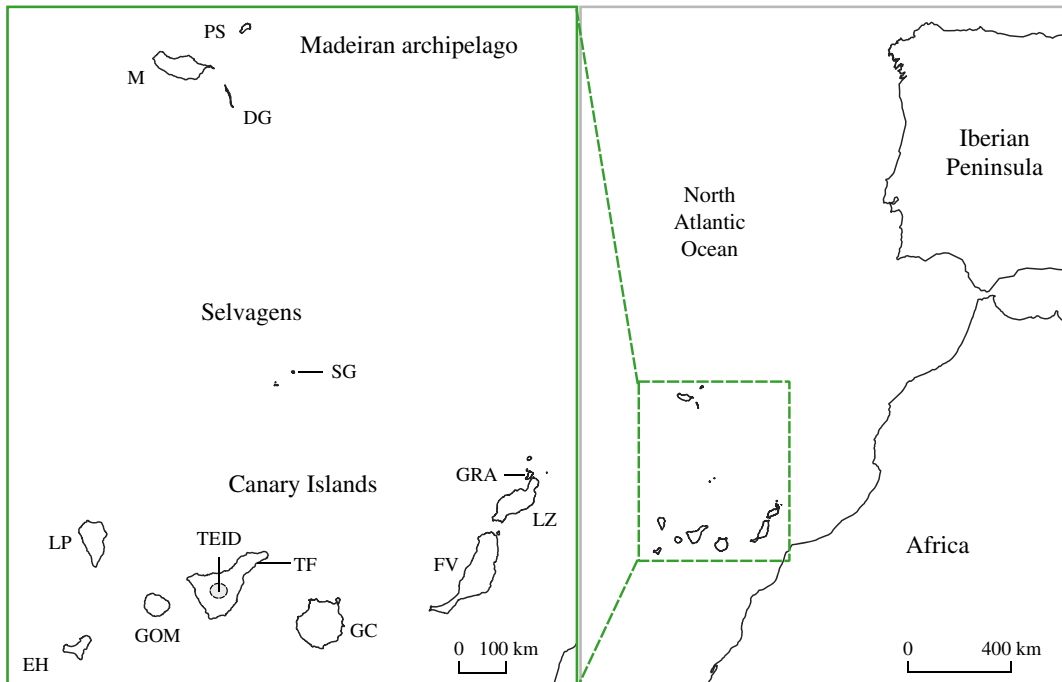 PS
Madeiran archipelago
M
DG
Selvagens
SG
GRA
Canary Islands
LZ
LP
TEID
TF
FV
GOM
GC
EH
0 100 km
Iberian
Peninsula
North
Atlantic
Ocean
Africa
0 400 km